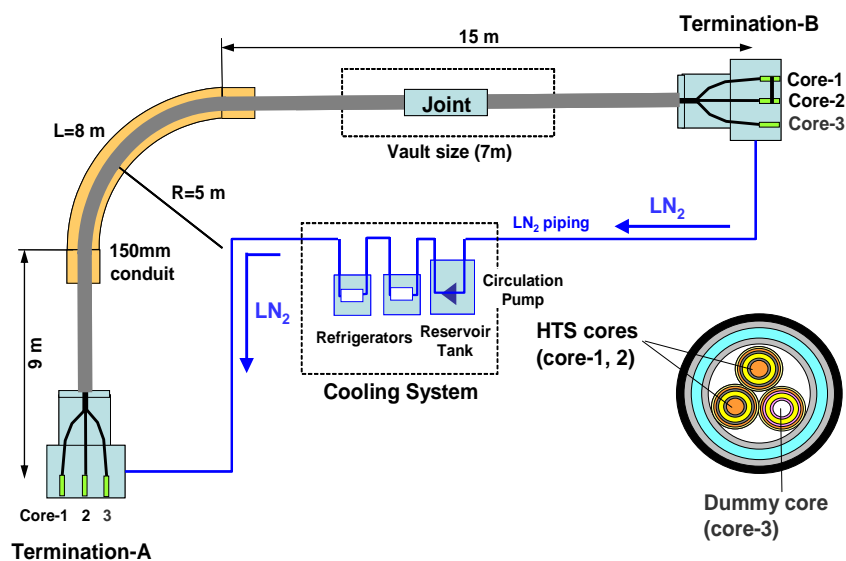 Termination-B
15 m
Core-1
Core-2
Core-3
Joint
L=8 m
Vault size (7m)
R=5 m
LN2
LN2 piping
150mm
conduit
Circulation
Pump
LN2
Refrigerators
Reservoir
Tank
HTS cores
(core-1, 2)
9 m
Cooling System
Dummy core
(core-3)
Core-1 2 3
Termination-A